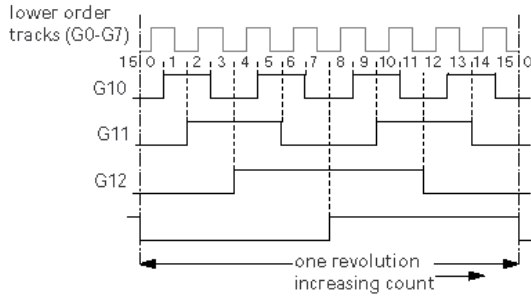 lower order
tracks (G0-G7)
15 0 1 2 3 4 5 6 7 8 9 10 11 12 13 14 15 0
G10
G11
G12
one revolution
increasing count